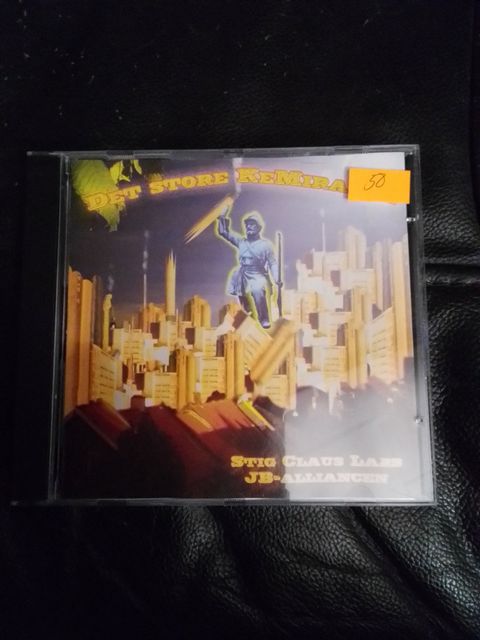 DET STORE KEMIRA
50
STIG CLAUS LARS
JB-ALLIANCEN